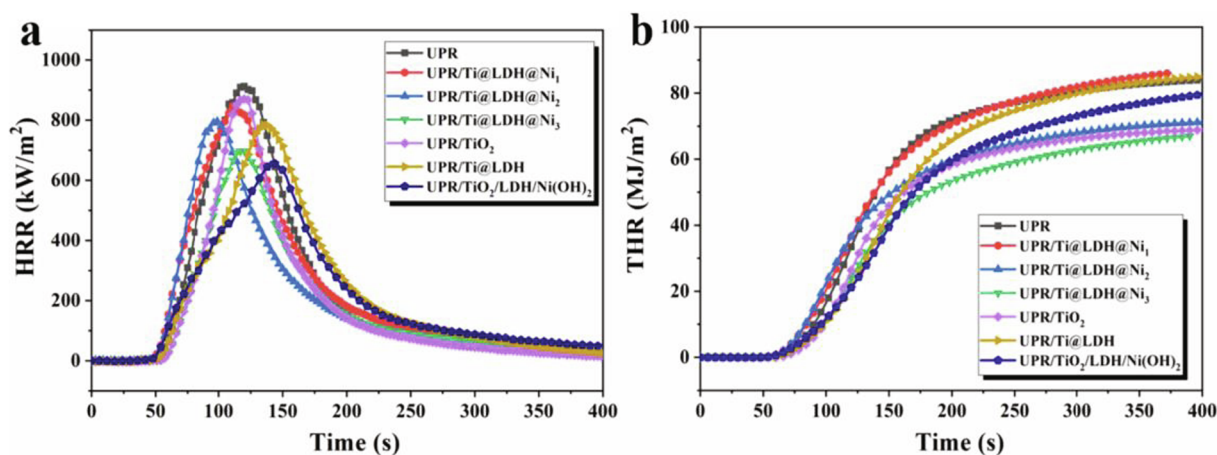 a
HRR (kW/m²)
1000
800
600
400
200
0
UPR
UPR/Ti@LDH@Ni₁
UPR/Ti@LDH@Ni₂
UPR/Ti@LDH@Ni₃
UPR/TiO₂
UPR/Ti@LDH
UPR/TiO₂/LDH/Ni(OH)₂
0 50 100 150 200 250 300 350 400
Time (s)
b
THR (MJ/m²)
100
80
60
40
20
0
UPR
UPR/Ti@LDH@Ni₁
UPR/Ti@LDH@Ni₂
UPR/Ti@LDH@Ni₃
UPR/TiO₂
UPR/Ti@LDH
UPR/TiO₂/LDH/Ni(OH)₂
0 50 100 150 200 250 300 350 400
Time (s)